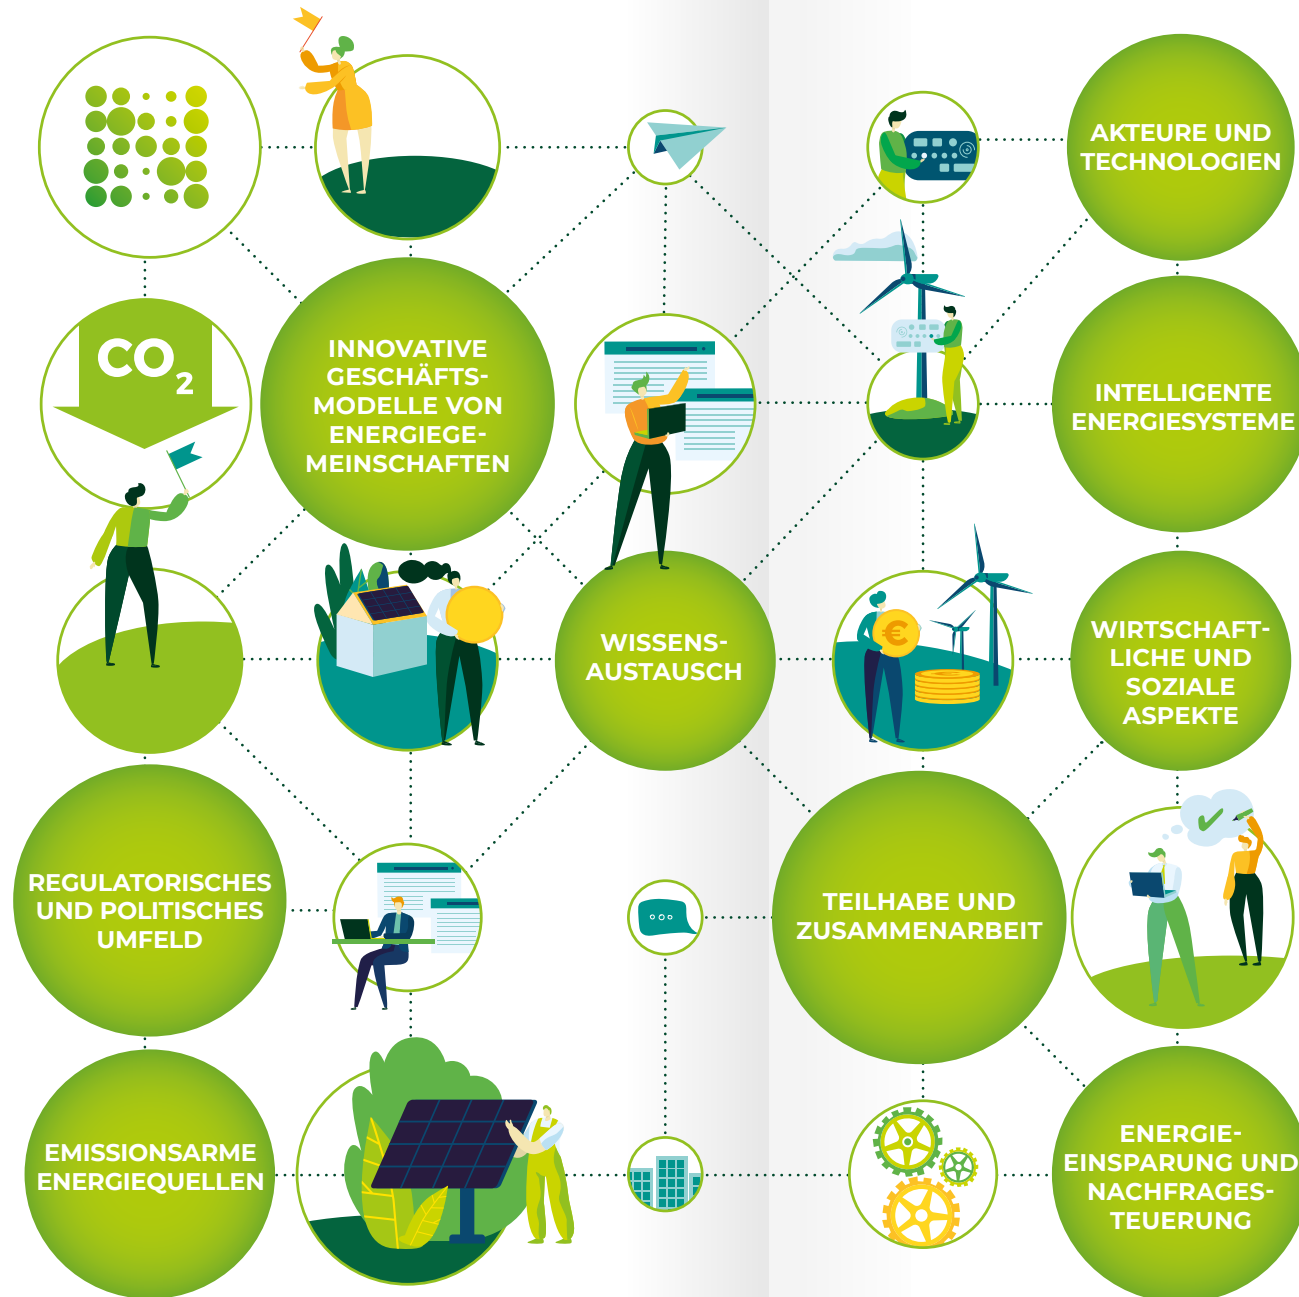 AKTEURE UND
TECHNOLOGIEN
CO2
INNOVATIVE
GESCHÄFTS-
MODELLE VON
ENERGIEGE-
MEINSCHAFTEN
INTELLIGENTE
ENERGIESYSTEME
WISSENS-
AUSTAUSCH
€
WIRTSCHAFT-
LICHE UND
SOZIALE
ASPEKTE
REGULATORISCHES
UND POLITISCHES
UMFELD
TEILHABE UND
ZUSAMMENARBEIT
EMISSIONSARME
ENERGIEQUELLEN
ENERGIE-
EINSPARUNG UND
NACHFRAGES-
TEUERUNG